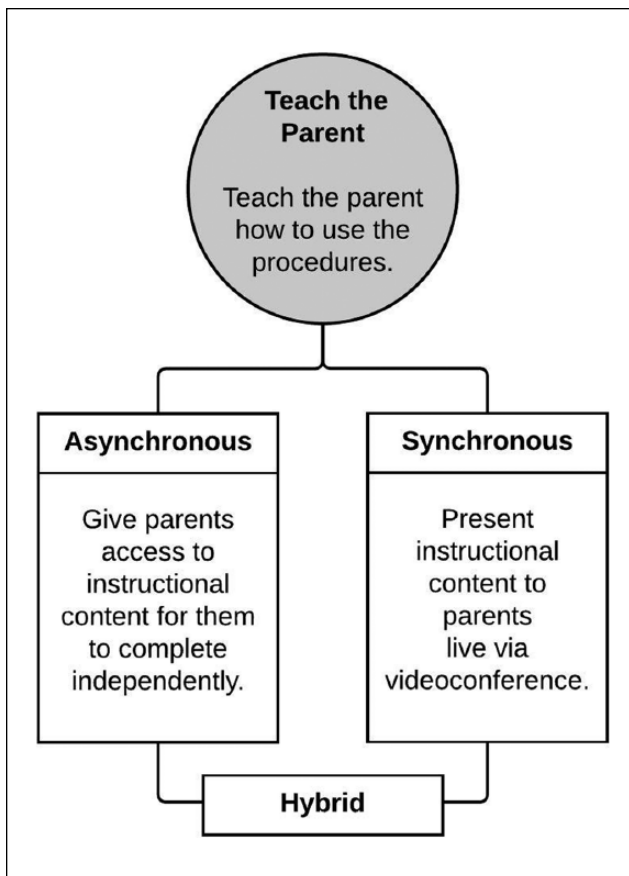 Teach the
Parent
Teach the parent
how to use the
procedures.
Asynchronous
Give parents
access to
instructional
content for them
to complete
independently.
Synchronous
Present
instructional
content to
parents
live via
videoconference.
Hybrid